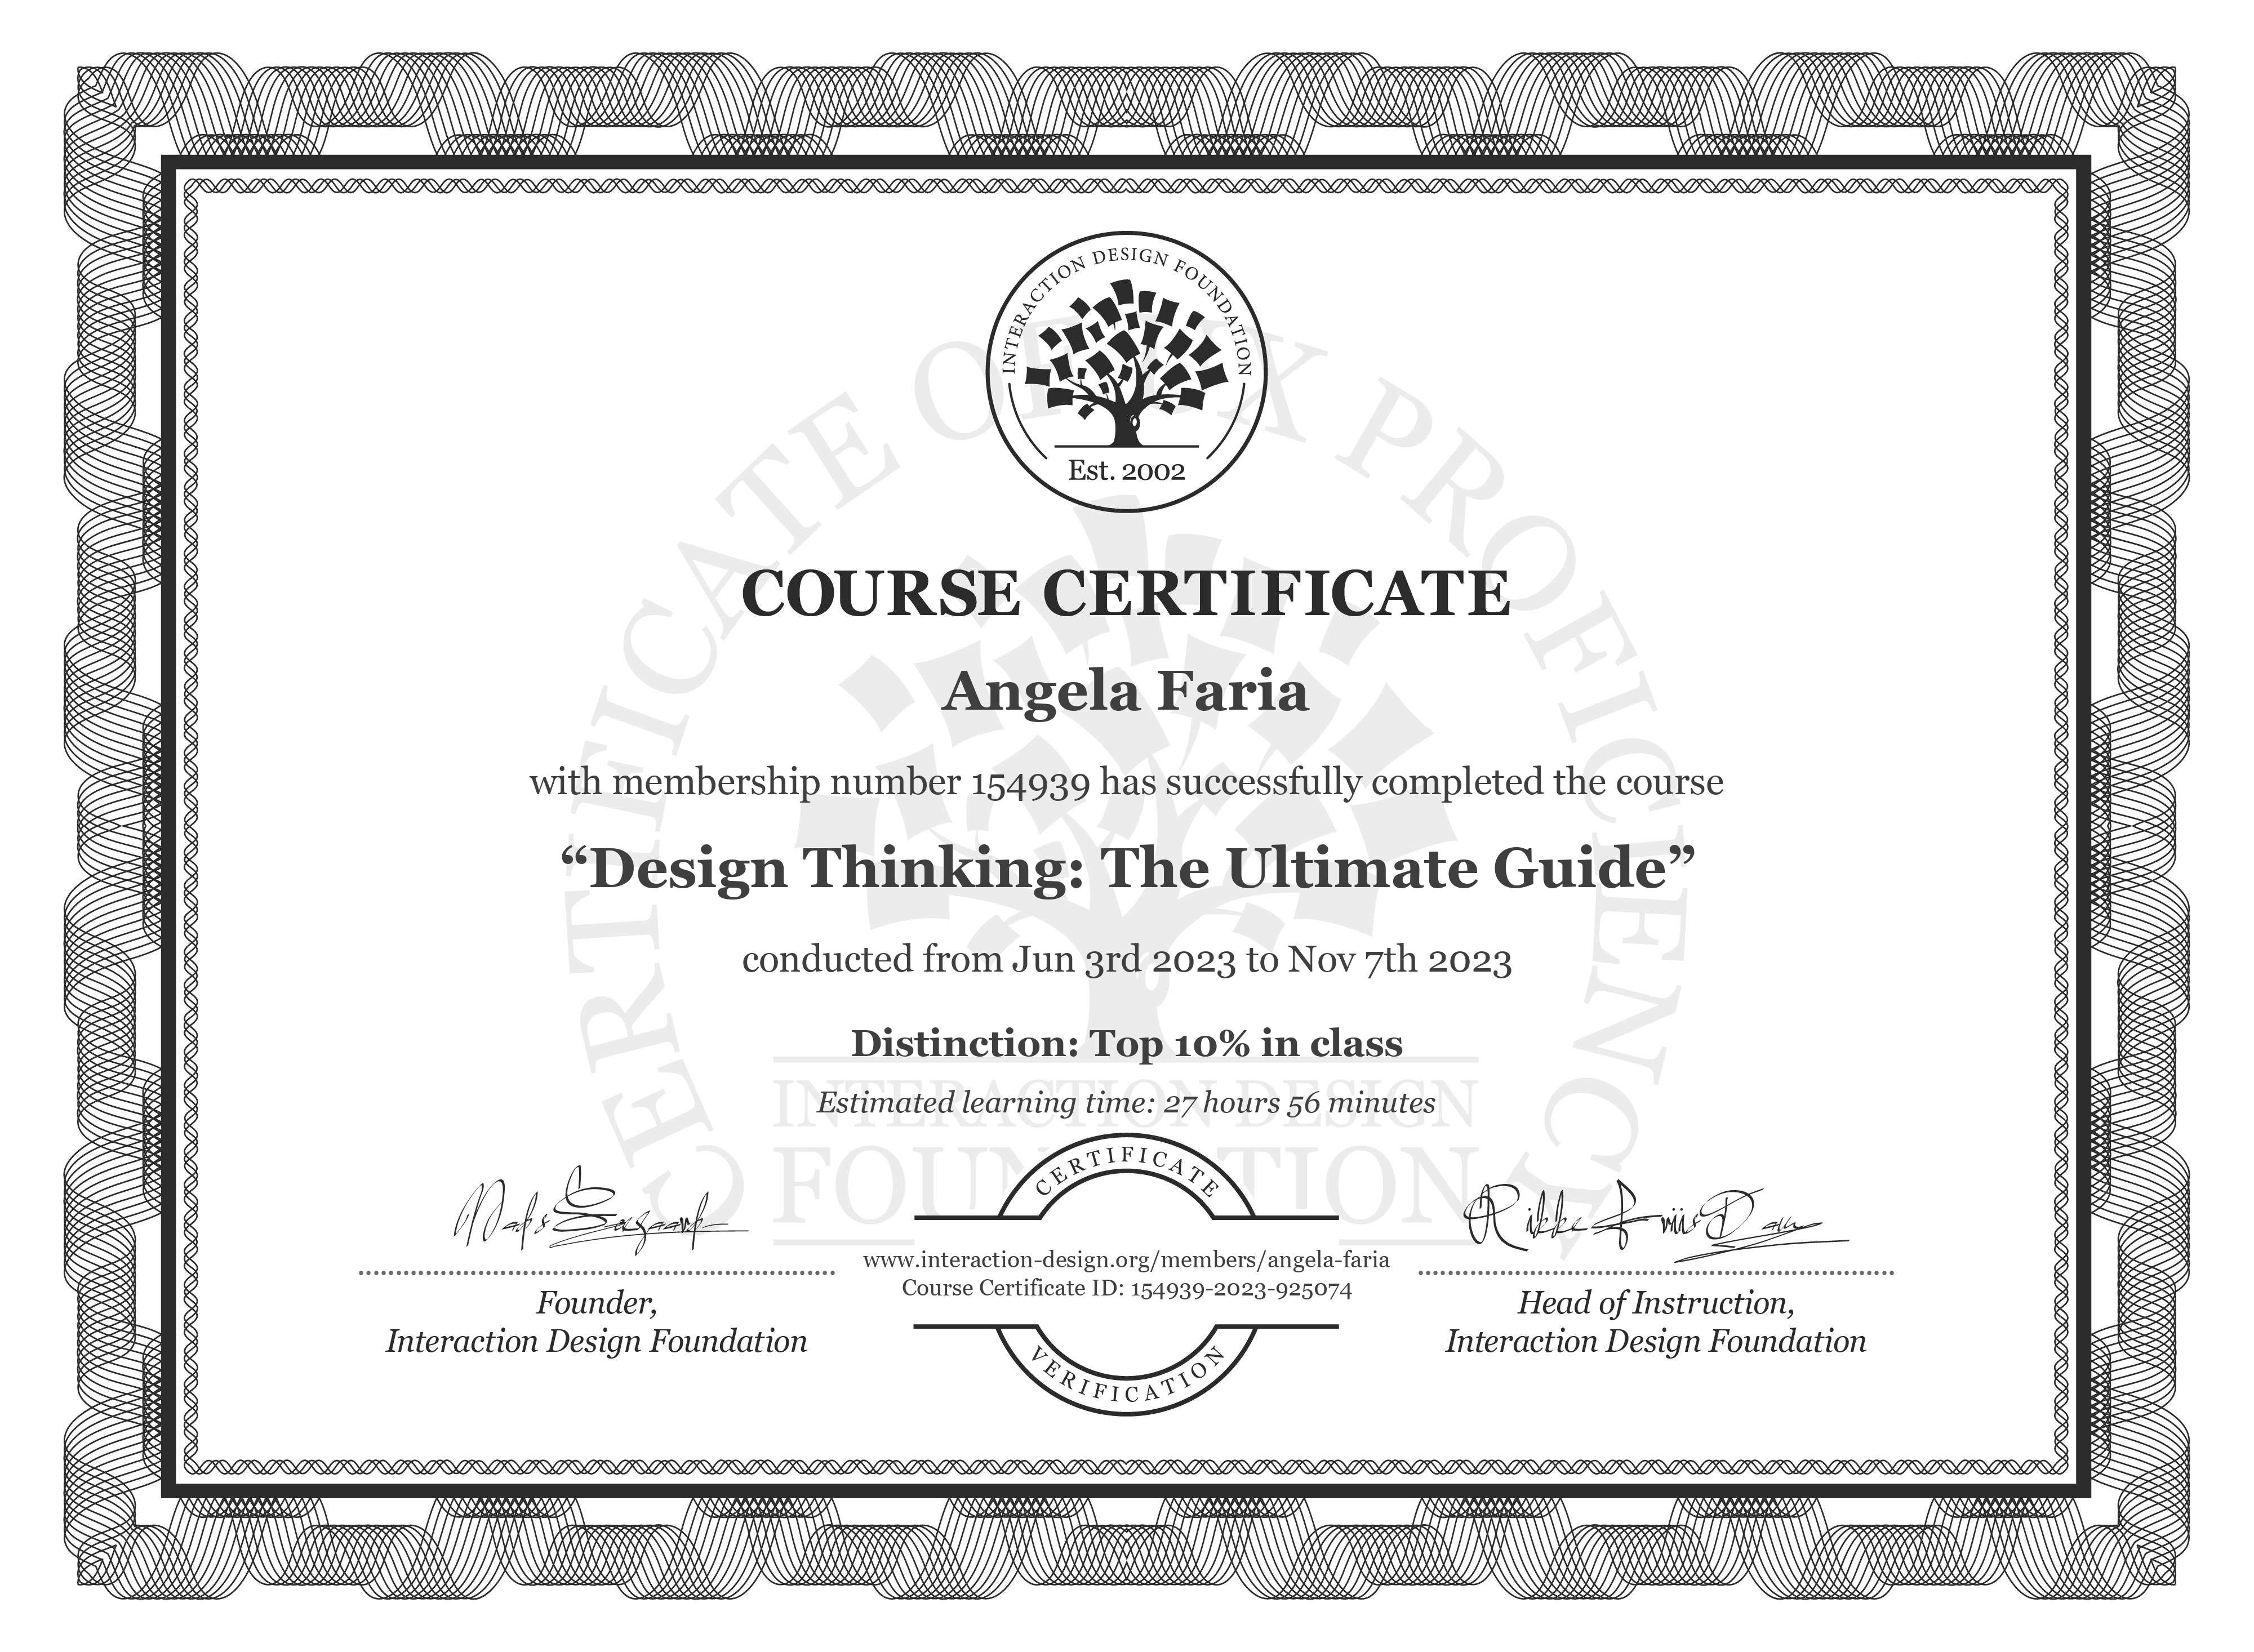 INTERACTION DESIGN FOUNDATION
Est. 2002
CERTIFICATE OF UX PROFICIENCY
COURSE CERTIFICATE
Angela Faria
with membership number 154939 has successfully completed the course
“Design Thinking: The Ultimate Guide”
conducted from Jun 3rd 2023 to Nov 7th 2023
Distinction: Top 10% in class
INTERACTION DESIGN
Estimated learning time: 27 hours 56 minutes
FOUNDATION
CERTIFICATE
www.interaction-design.org/members/angela-faria
Course Certificate ID: 154939-2023-925074
VERIFICATION
Mads Soegaard
Founder,
Interaction Design Foundation
Rikke Friis Dam
Head of Instruction,
Interaction Design Foundation